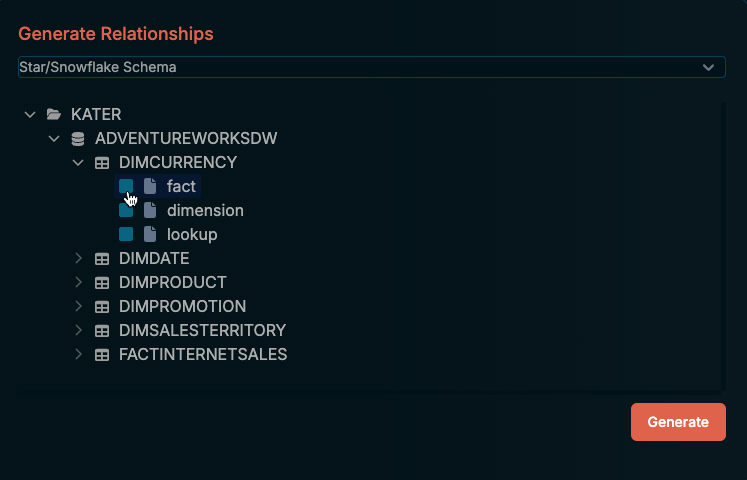 Generate Relationships
Star/Snowflake Schema
KATER
ADVENTUREWORKSDW
DIMCURRENCY
fact
dimension
lookup
DIMDATE
DIMPRODUCT
DIMPROMOTION
DIMSALESTERRITORY
FACTINTERNETSALES
Generate